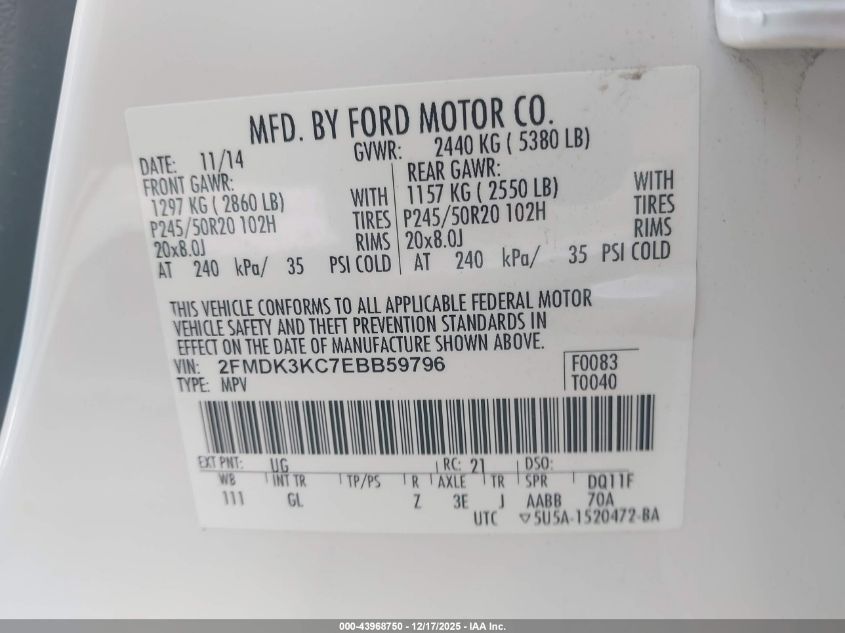 MFD. BY FORD MOTOR CO.
DATE: 11/14 GVWR: 2440 KG ( 5380 LB)
FRONT GAWR: REAR GAWR:
1297 KG ( 2860 LB) WITH 1157 KG ( 2550 LB) WITH
P245/50R20 102H TIRES P245/50R20 102H TIRES
20x8.0J RIMS 20x8.0J RIMS
AT 240 kPa/ 35 PSI COLD AT 240 kPa/ 35 PSI COLD
THIS VEHICLE CONFORMS TO ALL APPLICABLE FEDERAL MOTOR
VEHICLE SAFETY AND THEFT PREVENTION STANDARDS IN
EFFECT ON THE DATE OF MANUFACTURE SHOWN ABOVE.
VIN: 2FMDK3KC7EBB59796 F0083
TYPE: MPV T0040
EXT PNT: UG RC: 21 DSO:
WB INT TR TP/PS R AXLE TR SPR DQ11F
111 GL Z 3E J AABB 70A
UTC ▽5U5A-1520472-BA
000-43968750 - 12/17/2025 - IAA Inc.